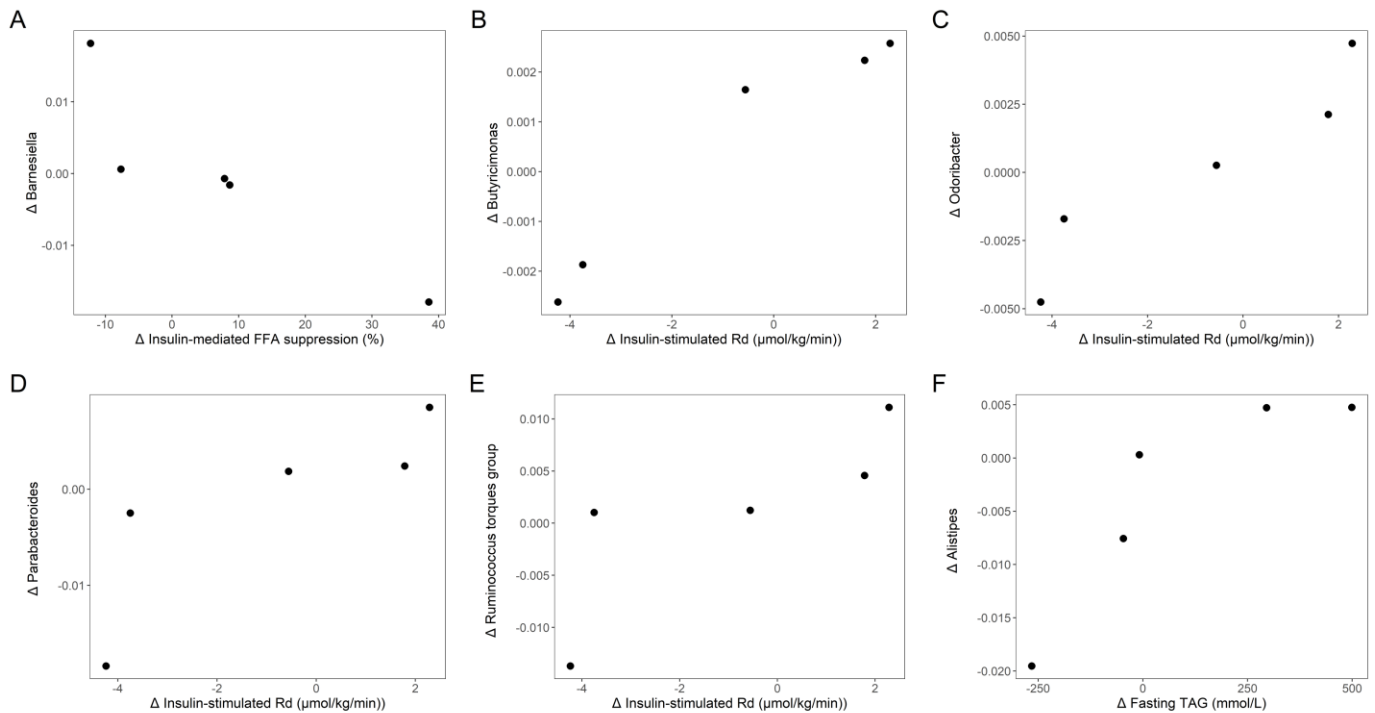 A
Δ Barnesiella
0.01
0.00
-0.01
-10 0 10 20 30 40
Δ Insulin-mediated FFA suppression (%)
B
Δ Butyricimonas
0.002
0.001
0.000
-0.001
-0.002
-4 -2 0 2
Δ Insulin-stimulated Rd (μmol/kg/min))
C
Δ Odoribacter
0.0050
0.0025
0.0000
-0.0025
-0.0050
-4 -2 0 2
Δ Insulin-stimulated Rd (μmol/kg/min))
D
Δ Parabacteroides
0.00
-0.01
-4 -2 0 2
Δ Insulin-stimulated Rd (μmol/kg/min))
E
Δ Ruminococcus torques group
0.010
0.005
0.000
-0.005
-0.010
-4 -2 0 2
Δ Insulin-stimulated Rd (μmol/kg/min))
F
Δ Alistipes
0.005
0.000
-0.005
-0.010
-0.015
-0.020
-250 0 250 500
Δ Fasting TAG (mmol/L)